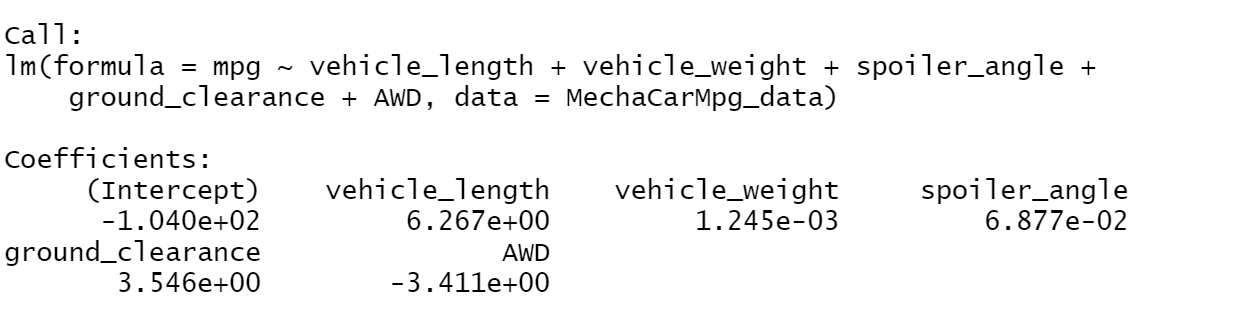 Call:
lm(formula = mpg ~ vehicle_length + vehicle_weight + spoiler_angle +
    ground_clearance + AWD, data = MechaCarMpg_data)

Coefficients:
     (Intercept)    vehicle_length    vehicle_weight     spoiler_angle
      -1.040e+02         6.267e+00         1.245e-03         6.877e-02
ground_clearance               AWD
       3.546e+00        -3.411e+00